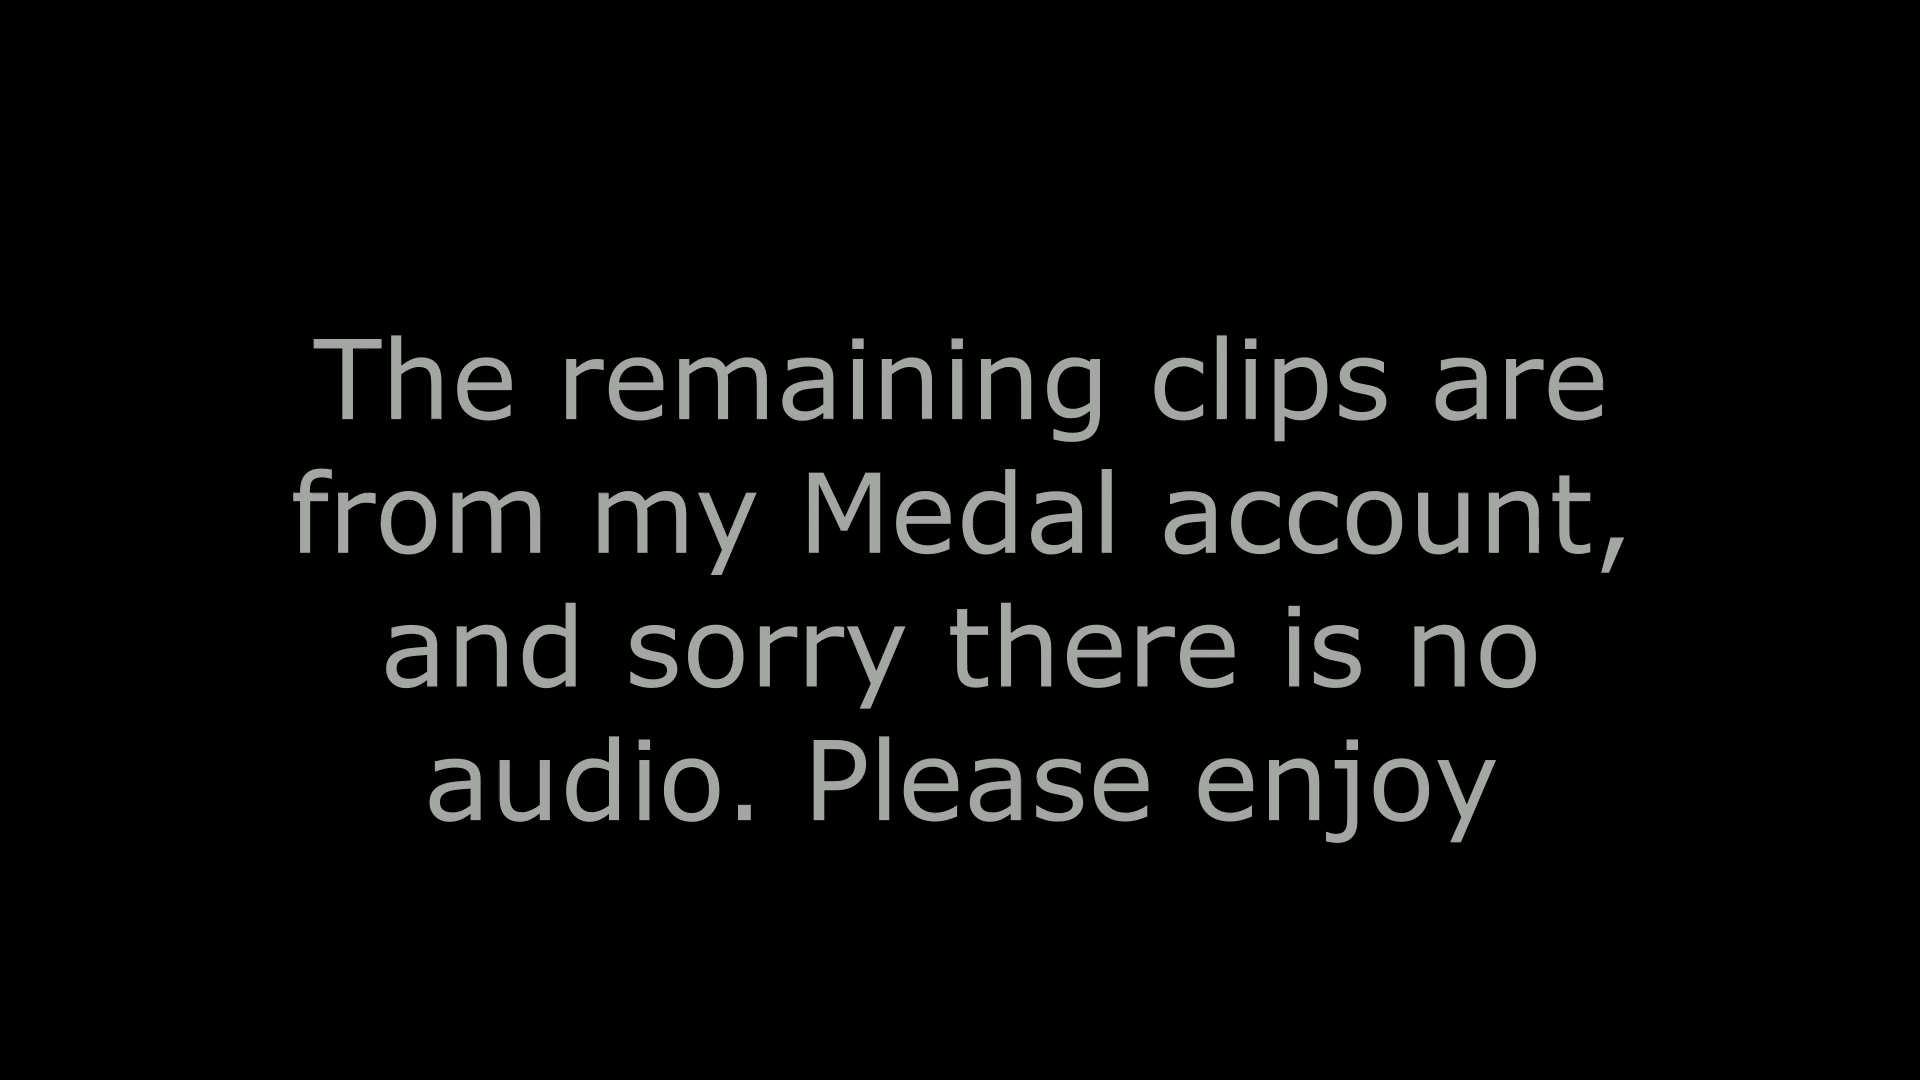 The remaining clips are
from my Medal account,
and sorry there is no
audio. Please enjoy